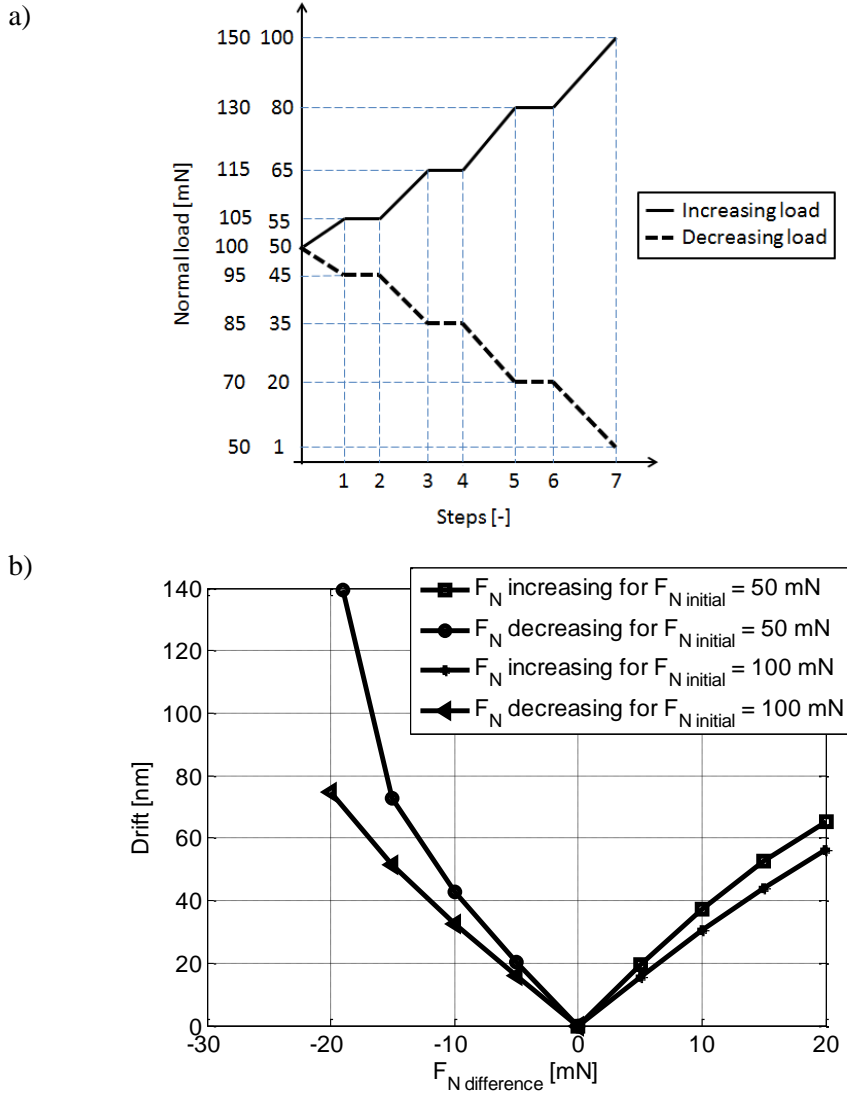 a)
150 100
130 80
115 65
105 55
100 50
95 45
85 35
70 20
50 1
Normal load [mN]
1 2 3 4 5 6 7
Steps [-]
Increasing load
Decreasing load
b)
140
120
100
80
60
40
20
0
Drift [nm]
-30 -20 -10 0 10 20
F_N difference [mN]
F_N increasing for F_N initial = 50 mN
F_N decreasing for F_N initial = 50 mN
F_N increasing for F_N initial = 100 mN
F_N decreasing for F_N initial = 100 mN